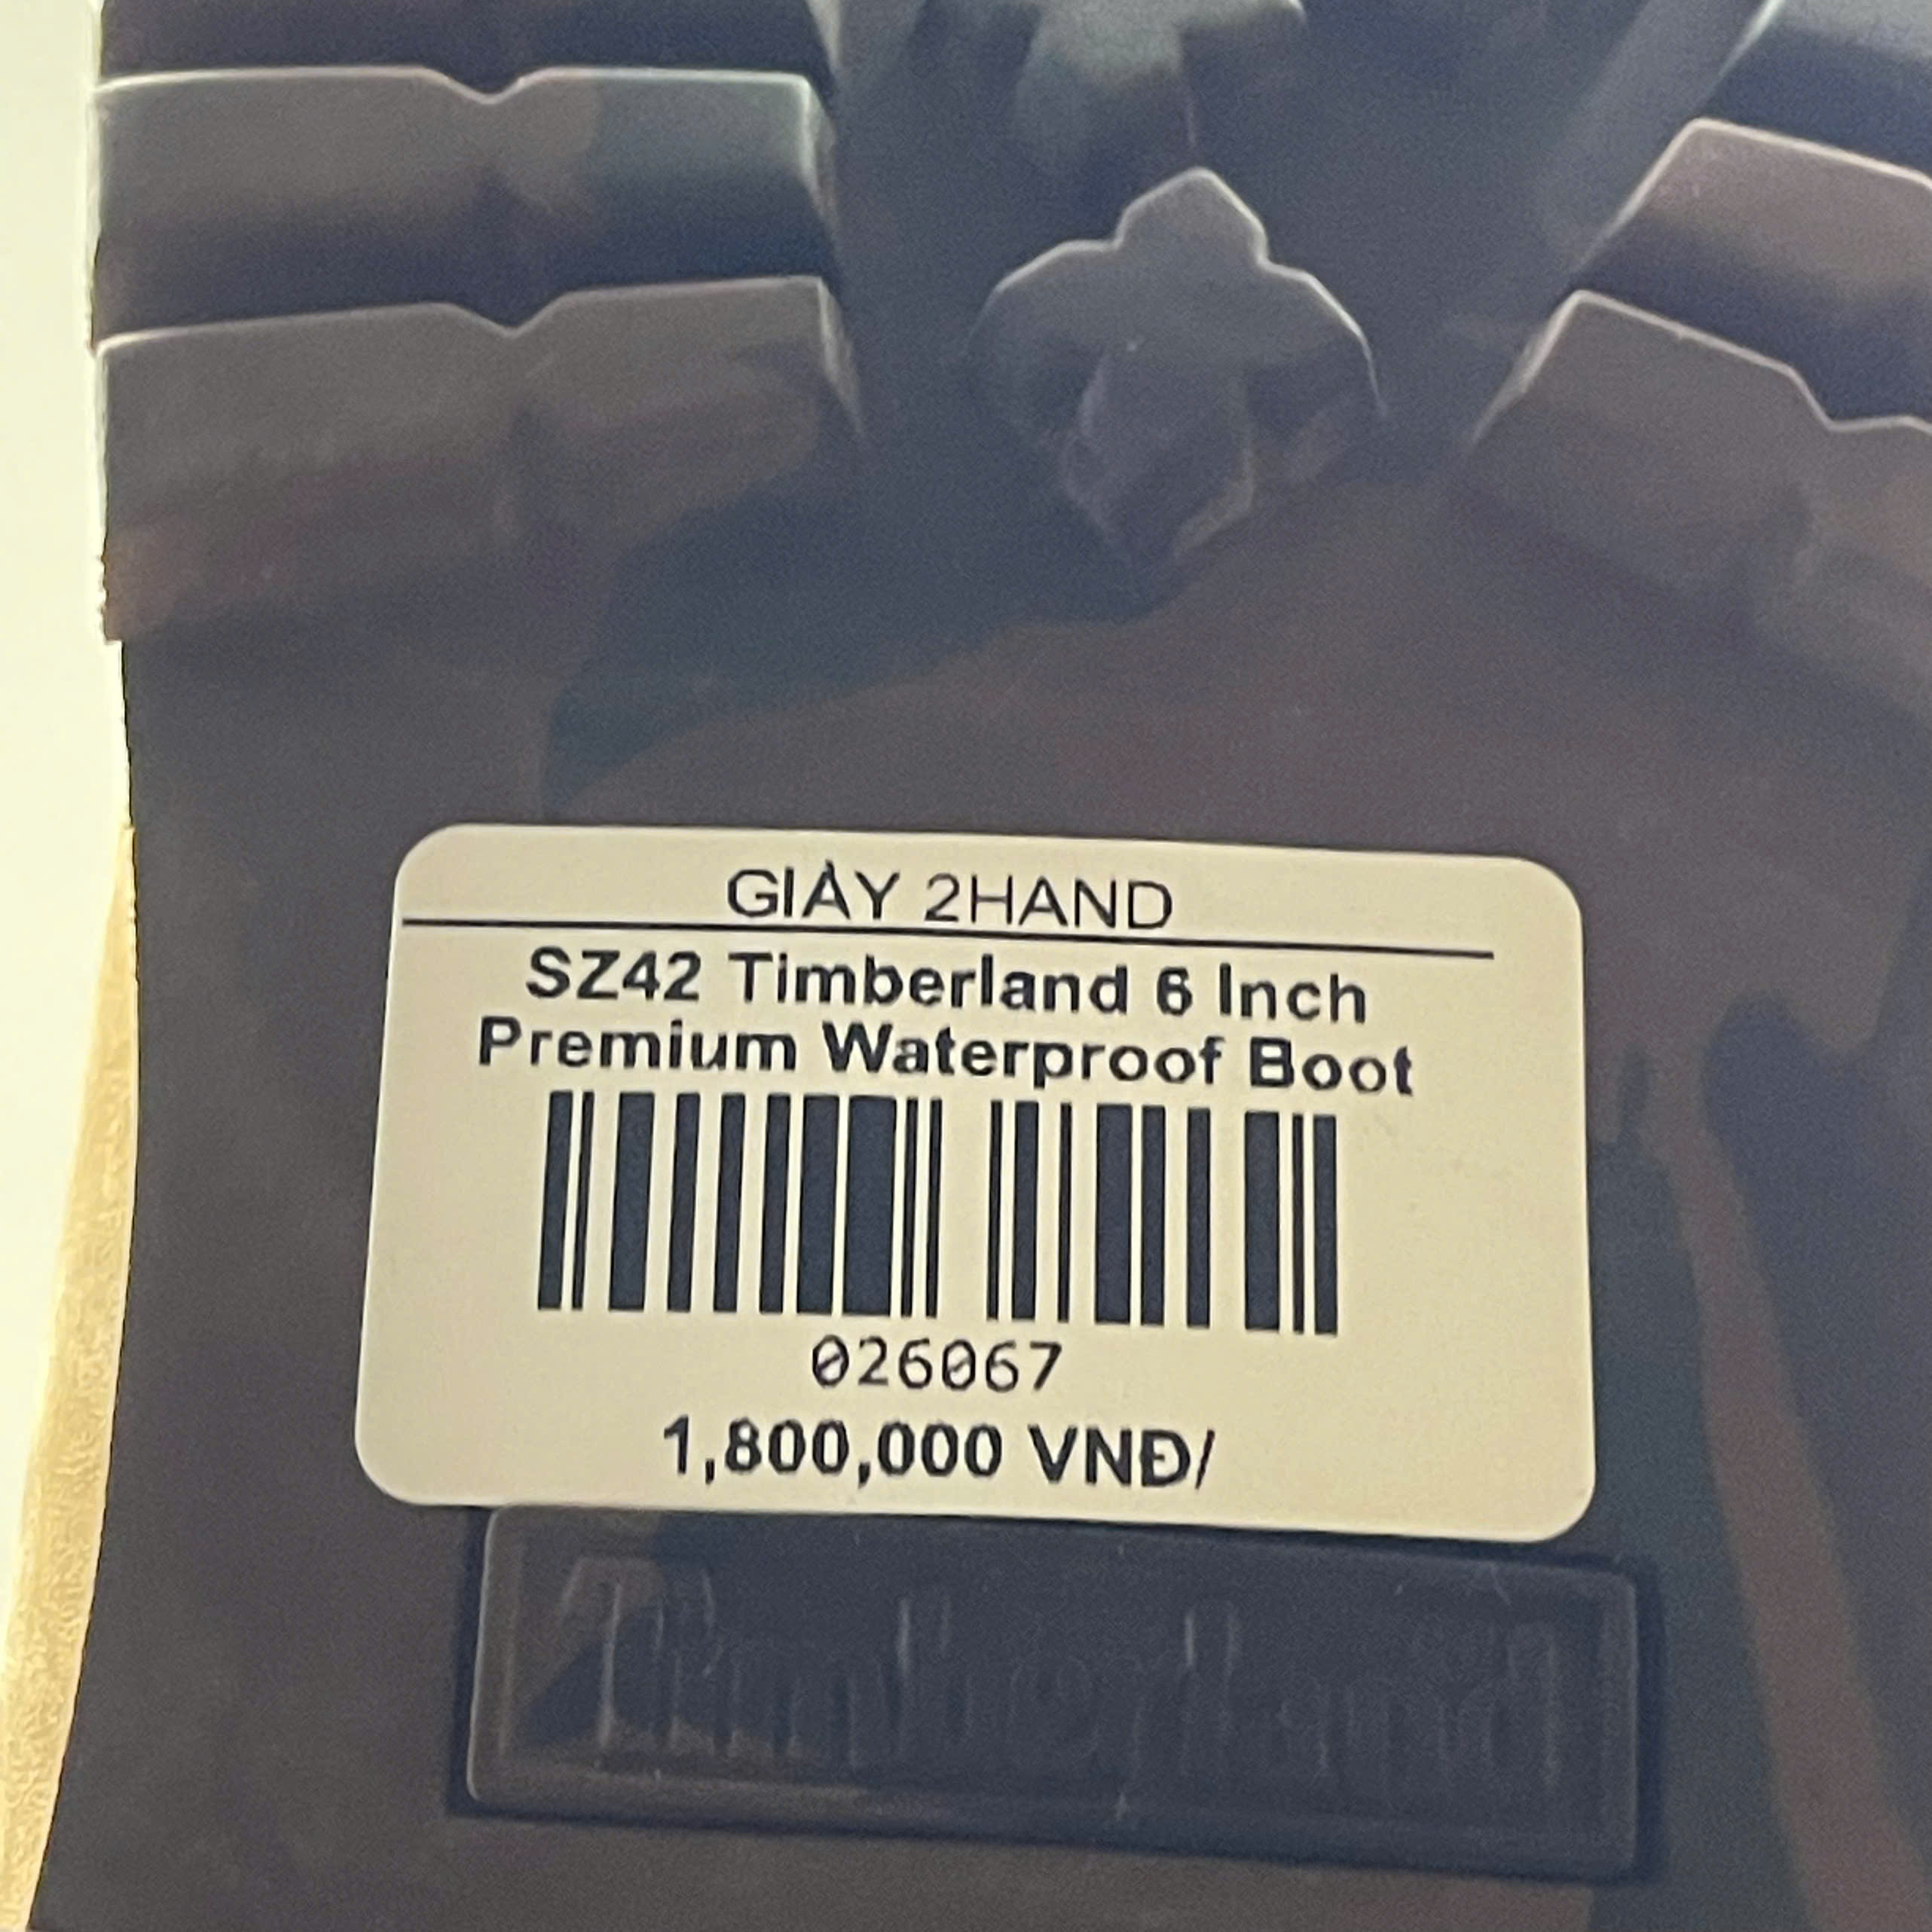 GIÀY 2HAND
SZ42 Timberland 6 Inch
Premium Waterproof Boot
026067
1,800,000 VNĐ/
Timberland